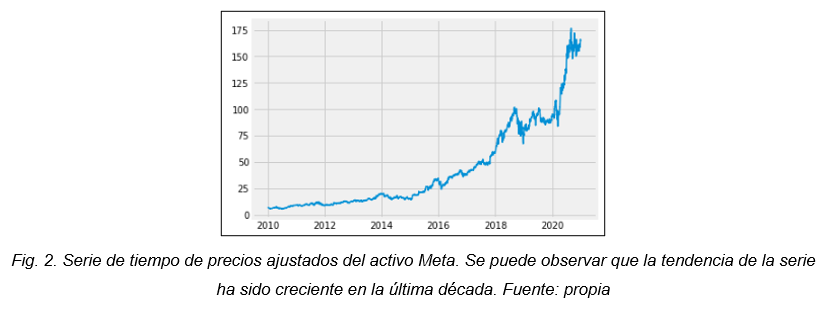 175
150
125
100
75
50
25
0
2010 2012 2014 2016 2018 2020
Fig. 2. Serie de tiempo de precios ajustados del activo Meta. Se puede observar que la tendencia de la serie
ha sido creciente en la última década. Fuente: propia